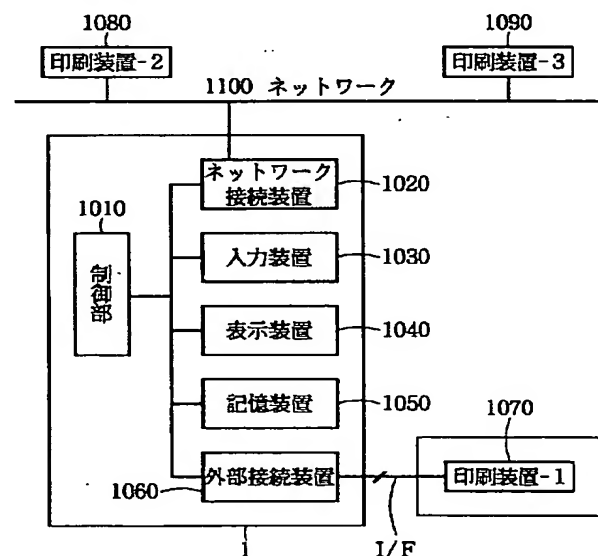 1080
印刷装置-2
1090
印刷装置-3
1100 ネットワーク
ネットワーク
接続装置
1020
1010
制御部
入力装置
1030
表示装置
1040
記憶装置
1050
1070
外部接続装置
1060
印刷装置-1
1
I/F